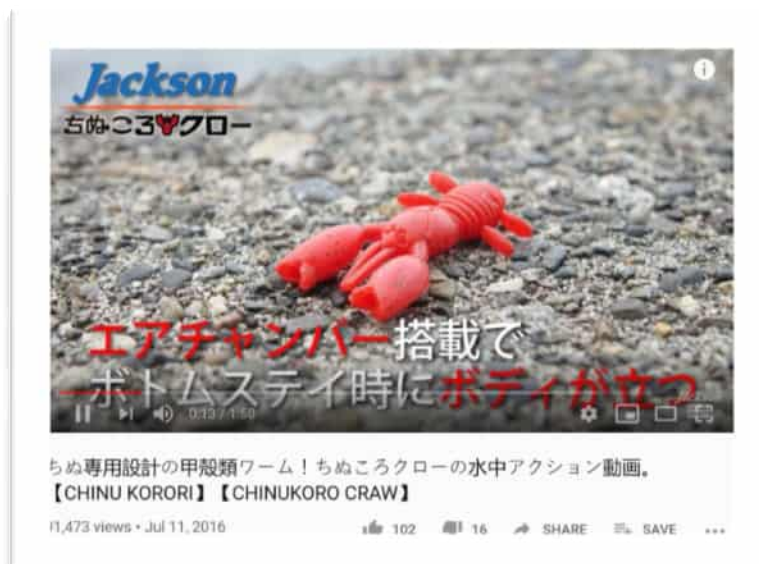 Jackson
ちぬころクロー
エアチャンバー搭載で
ボトムステイ時にボディが立つ
0:13 / 1:50
ちぬ専用設計の甲殻類ワーム！ちぬころクローの水中アクション動画。
【CHINU KORORI】【CHINUKORO CRAW】
1,473 views • Jul 11, 2016
102
16
SHARE
SAVE